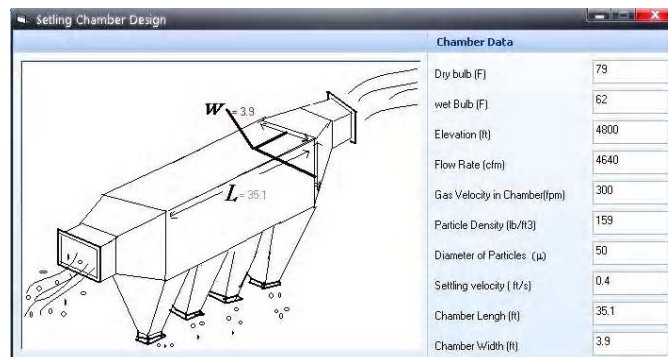 Setling Chamber Design
Chamber Data
W = 3.9
L = 35.1
Dry bulb (F) 79
wet Bulb (F) 62
Elevation (ft) 4800
Flow Rate (cfm) 4640
Gas Velocity in Chamber(fpm) 300
Particle Density (lb/ft3) 159
Diameter of Particles (μ) 50
Settling velocity ( ft/s) 0.4
Chamber Lengh (ft) 35.1
Chamber Width (ft) 3.9